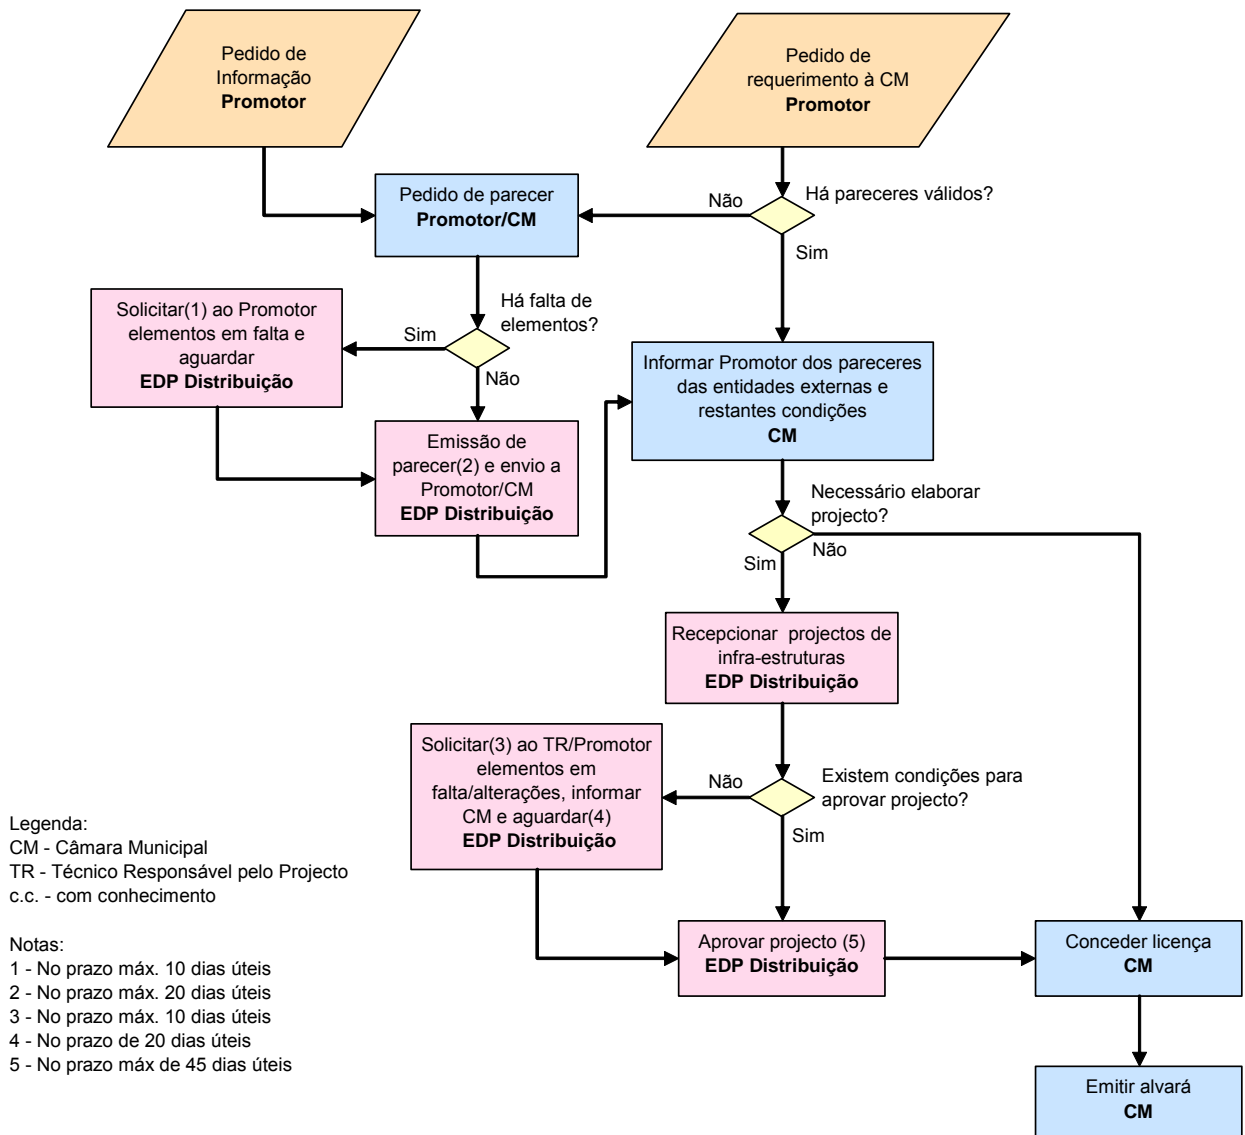 Pedido de
Informação
Promotor
Pedido de
requerimento à CM
Promotor
Pedido de parecer
Promotor/CM
Não
Há pareceres válidos?
Sim
Solicitar(1) ao Promotor
elementos em falta e
aguardar
EDP Distribuição
Sim
Há falta de
elementos?
Não
Informar Promotor dos pareceres
das entidades externas e
restantes condições
CM
Emissão de
parecer(2) e envio a
Promotor/CM
EDP Distribuição
Necessário elaborar
projecto?
Não
Sim
Recepcionar  projectos de
infra-estruturas
EDP Distribuição
Solicitar(3) ao TR/Promotor
elementos em
falta/alterações, informar
CM e aguardar(4)
EDP Distribuição
Não
Existem condições para
aprovar projecto?
Sim
Legenda:
CM - Câmara Municipal
TR - Técnico Responsável pelo Projecto
c.c. - com conhecimento
Aprovar projecto (5)
EDP Distribuição
Conceder licença
CM
Notas:
1 - No prazo máx. 10 dias úteis
2 - No prazo máx. 20 dias úteis
3 - No prazo máx. 10 dias úteis
4 - No prazo de 20 dias úteis
5 - No prazo máx de 45 dias úteis
Emitir alvará
CM